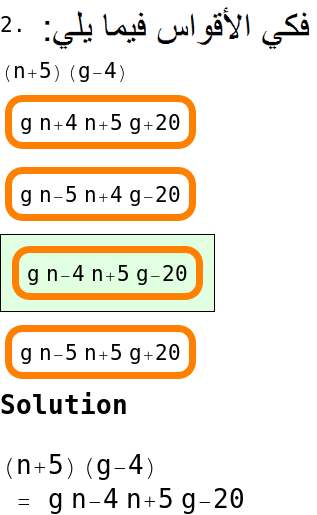 2. فكي الأقواس فيما يلي:
(n+5) (g−4)
g n+4 n+5 g+20
g n−5 n+4 g−20
g n−4 n+5 g−20
g n−5 n+5 g+20
Solution
(n+5) (g−4)
= g n−4 n+5 g−20